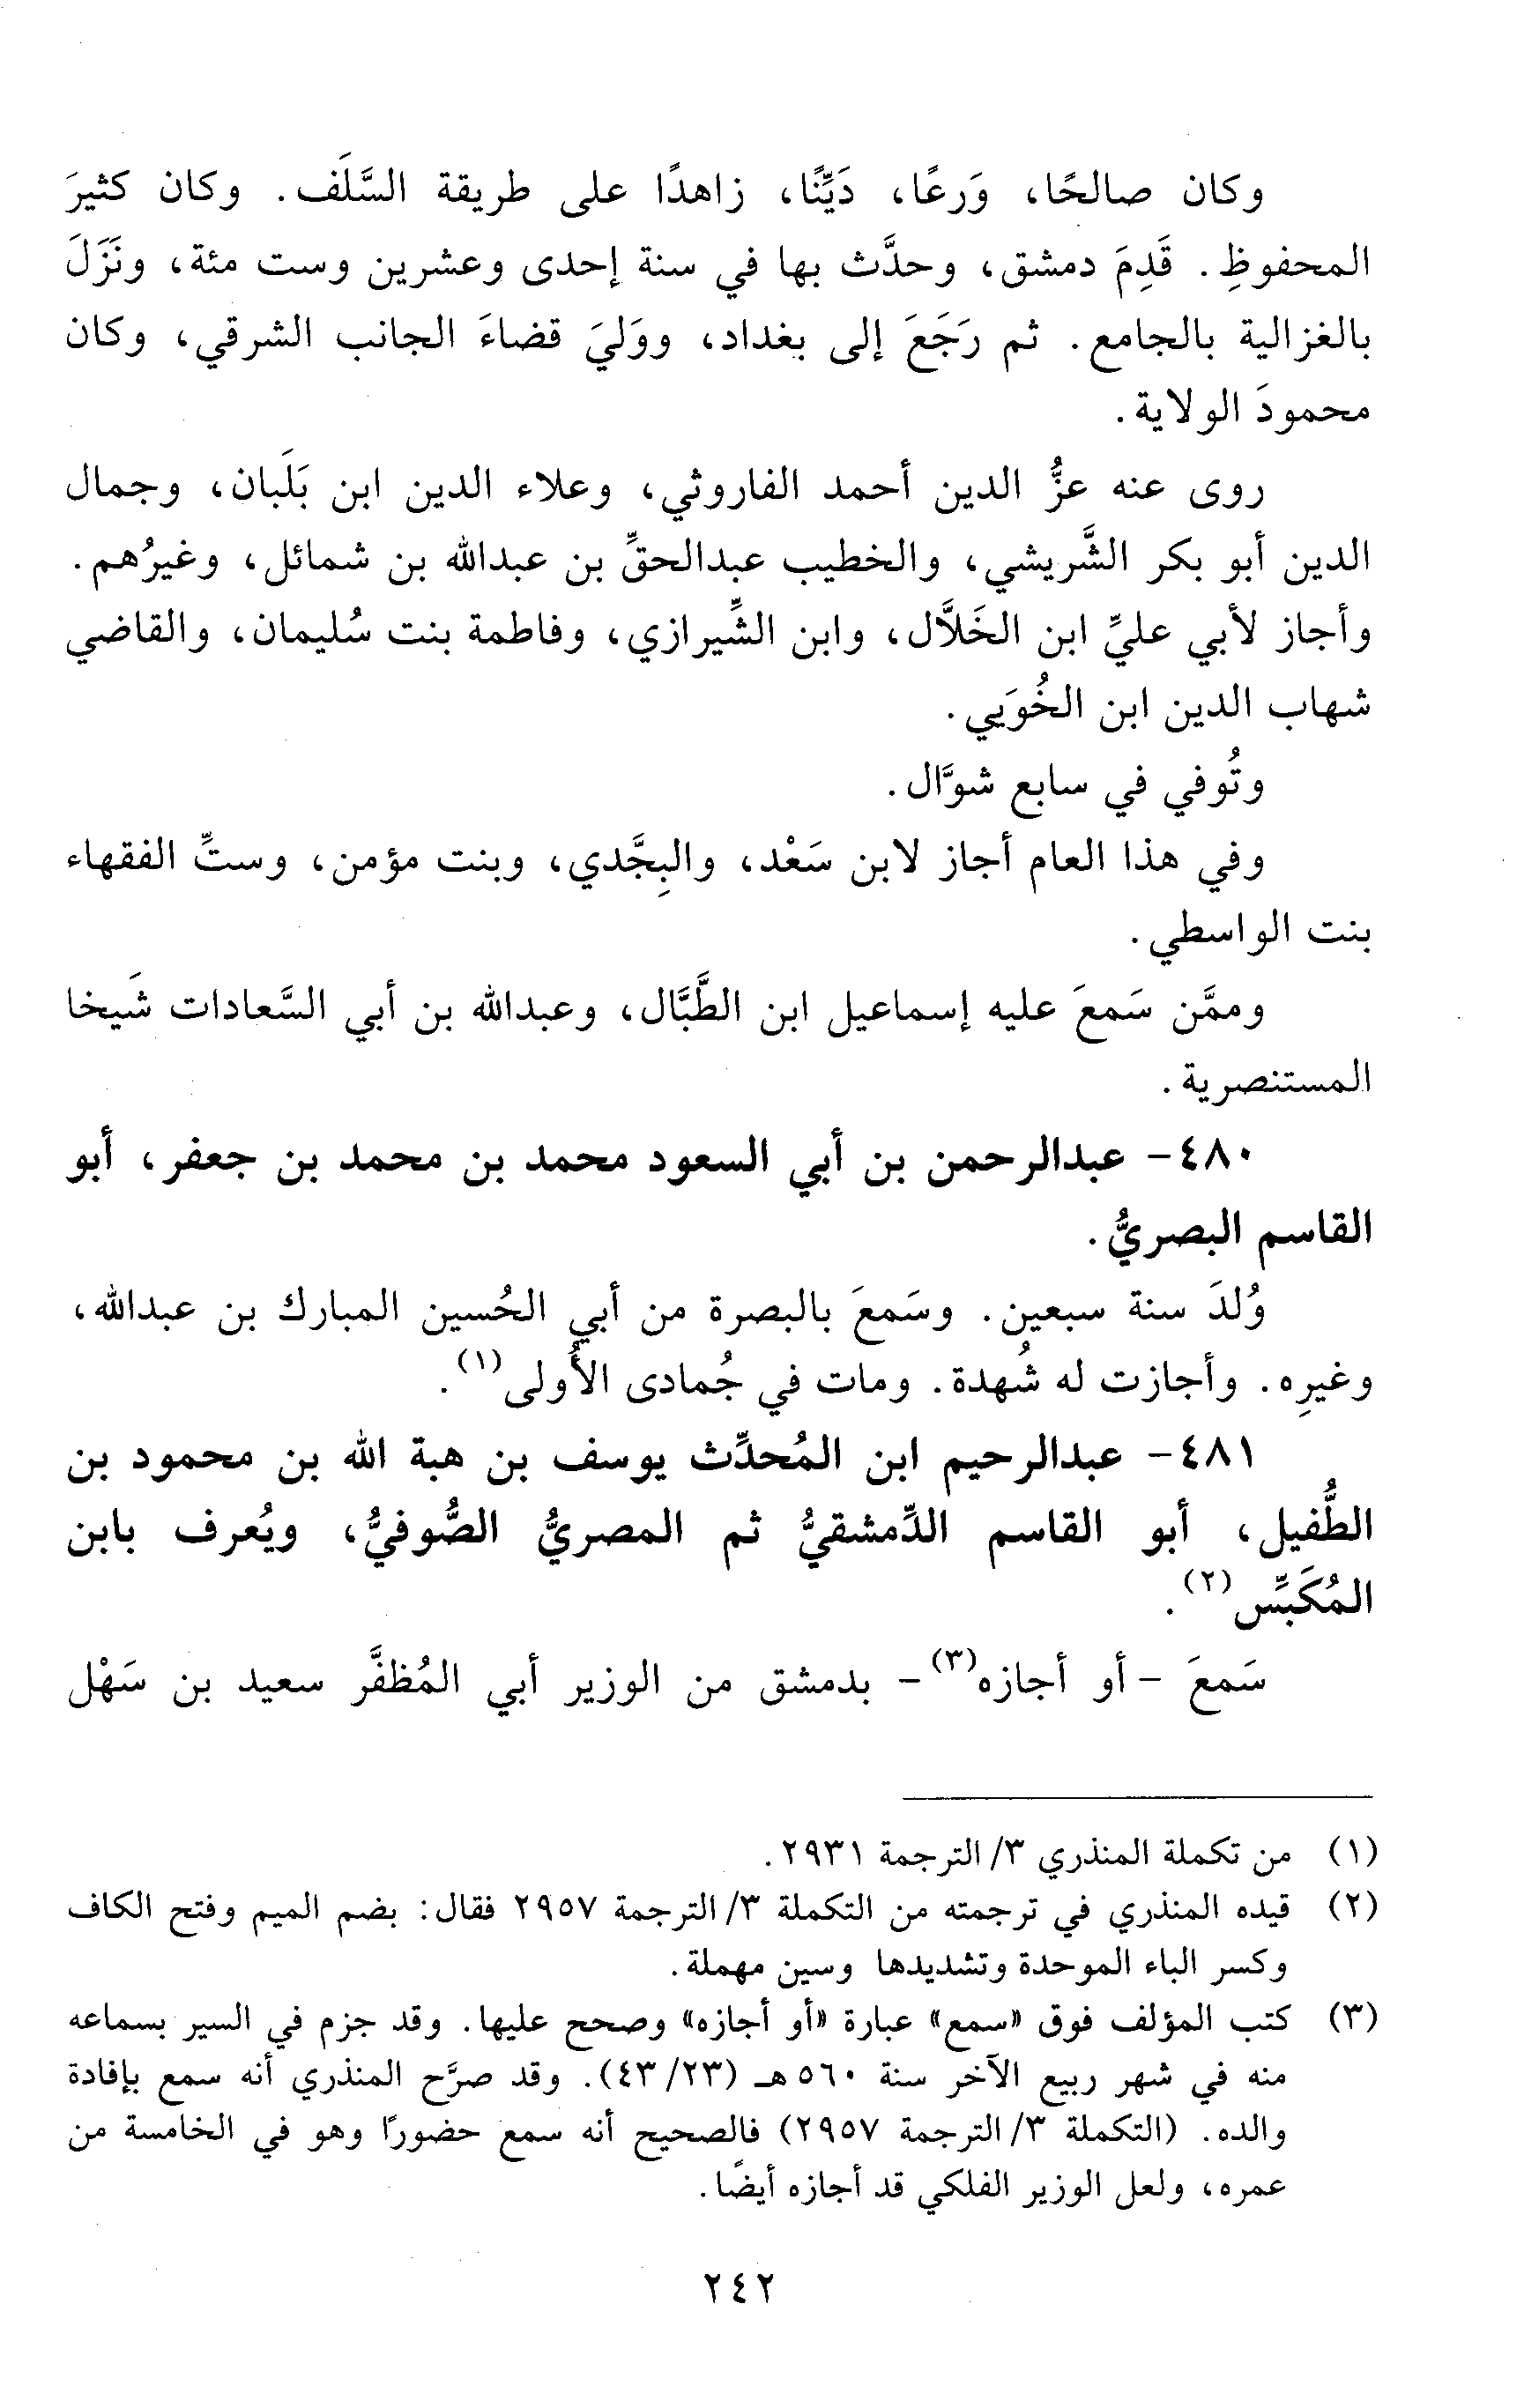 وكان صالحًا، وَرعًا، دَيِّنًا، زاهدًا على طريقة السَّلَف. وكان كثيرَ
المحفوظِ. قَدِمَ دمشق، وحدَّث بها في سنة إحدى وعشرين وست مئة، ونَزَلَ
بالغزالية بالجامع. ثم رَجَعَ إلى بغداد، ووَليَ قضاءَ الجانب الشرقي، وكان
محمودَ الولاية.
روى عنه عزُّ الدين أحمد الفاروثي، وعلاء الدين ابن بَلَبان، وجمال
الدين أبو بكر الشَّريشي، والخطيب عبدالحقِّ بن عبدالله بن شمائل، وغيرُهم.
وأجاز لأبي عليِّ ابن الخَلَّال، وابن الشِّيرازي، وفاطمة بنت سُليمان، والقاضي
شهاب الدين ابن الخُوَيي.
وتُوفي في سابع شوَّال.
وفي هذا العام أجاز لابن سَعْد، والبِجَّدي، وبنت مؤمن، وستِّ الفقهاء
بنت الواسطي.
وممَّن سَمعَ عليه إسماعيل ابن الطَّبَّال، وعبدالله بن أبي السَّعادات شَيخا
المستنصرية.
٤٨٠- عبدالرحمن بن أبي السعود محمد بن محمد بن جعفر، أبو
القاسم البصريُّ.
وُلدَ سنة سبعين. وسَمعَ بالبصرة من أبي الحُسين المبارك بن عبدالله،
وغيرِه. وأجازت له شُهدة. ومات في جُمادى الأُولى(١).
٤٨١- عبدالرحيم ابن المُحدِّث يوسف بن هبة الله بن محمود بن
الطُّفيل، أبو القاسم الدِّمشقيُّ ثم المصريُّ الصُّوفيُّ، ويُعرف بابن
المُكَبِّس(٢).
سَمعَ - أو أجازه(٣) - بدمشق من الوزير أبي المُظفَّر سعيد بن سَهْل
(١) من تكملة المنذري ٣/ الترجمة ٢٩٣١.
(٢) قيده المنذري في ترجمته من التكملة ٣/ الترجمة ٢٩٥٧ فقال: بضم الميم وفتح الكاف
وكسر الباء الموحدة وتشديدها وسين مهملة.
(٣) كتب المؤلف فوق «سمع» عبارة «أو أجازه» وصحح عليها. وقد جزم في السير بسماعه
منه في شهر ربيع الآخر سنة ٥٦٠ هـ (٢٣/ ٤٣). وقد صرَّح المنذري أنه سمع بإفادة
والده. (التكملة ٣/ الترجمة ٢٩٥٧) فالصحيح أنه سمع حضورًا وهو في الخامسة من
عمره، ولعل الوزير الفلكي قد أجازه أيضًا.
٢٤٢